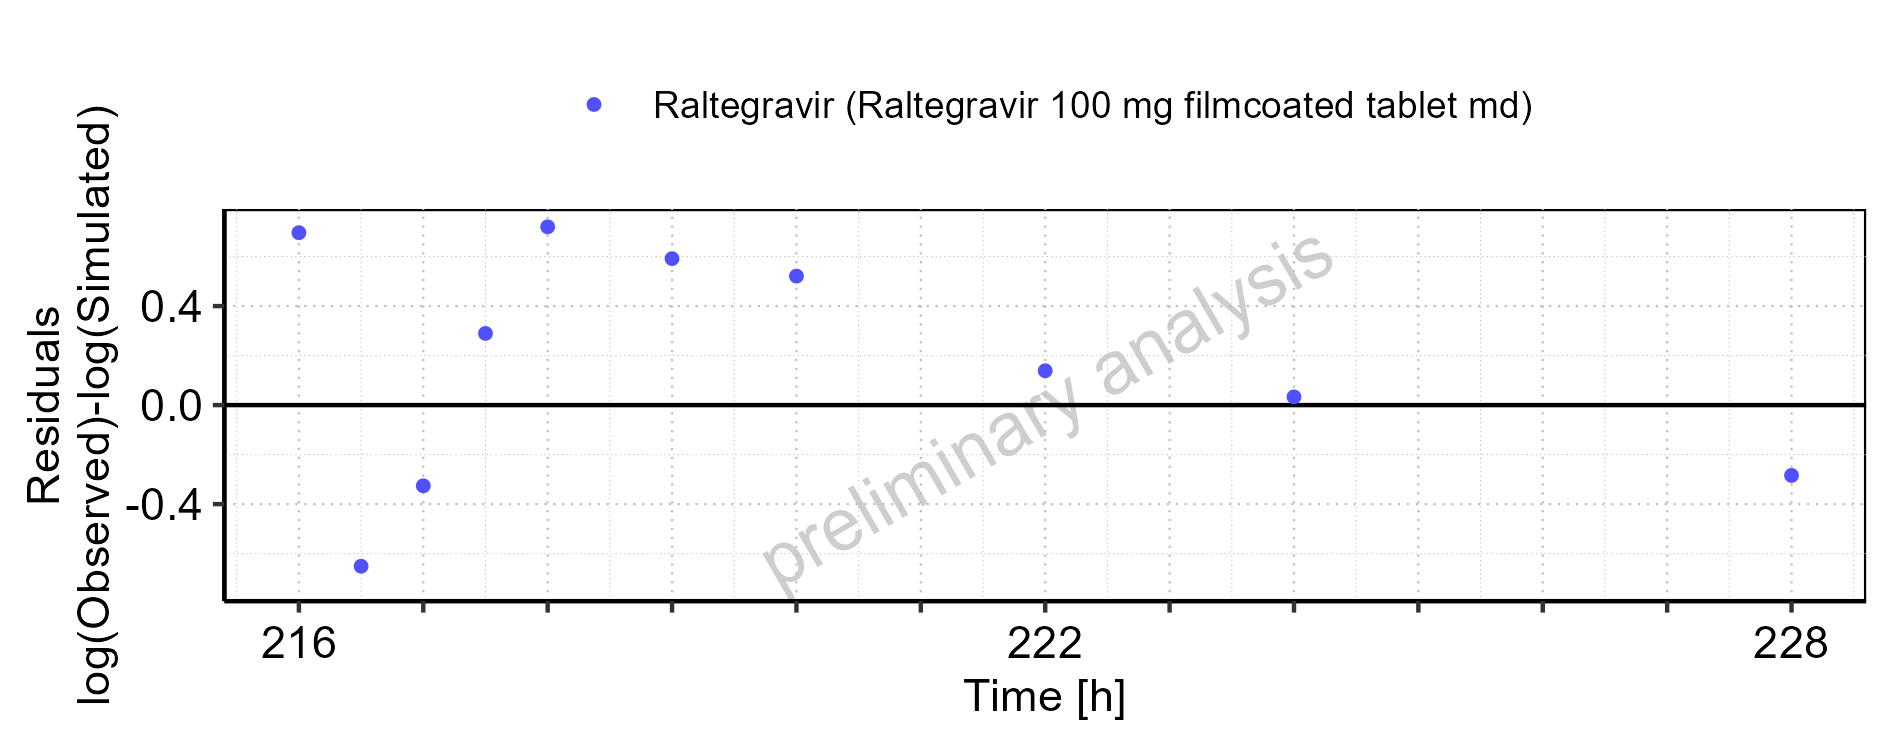 Raltegravir (Raltegravir 100 mg filmcoated tablet md)
Residuals
log(Observed)-log(Simulated)
0.4
0.0
-0.4
preliminary analysis
216
222
228
Time [h]